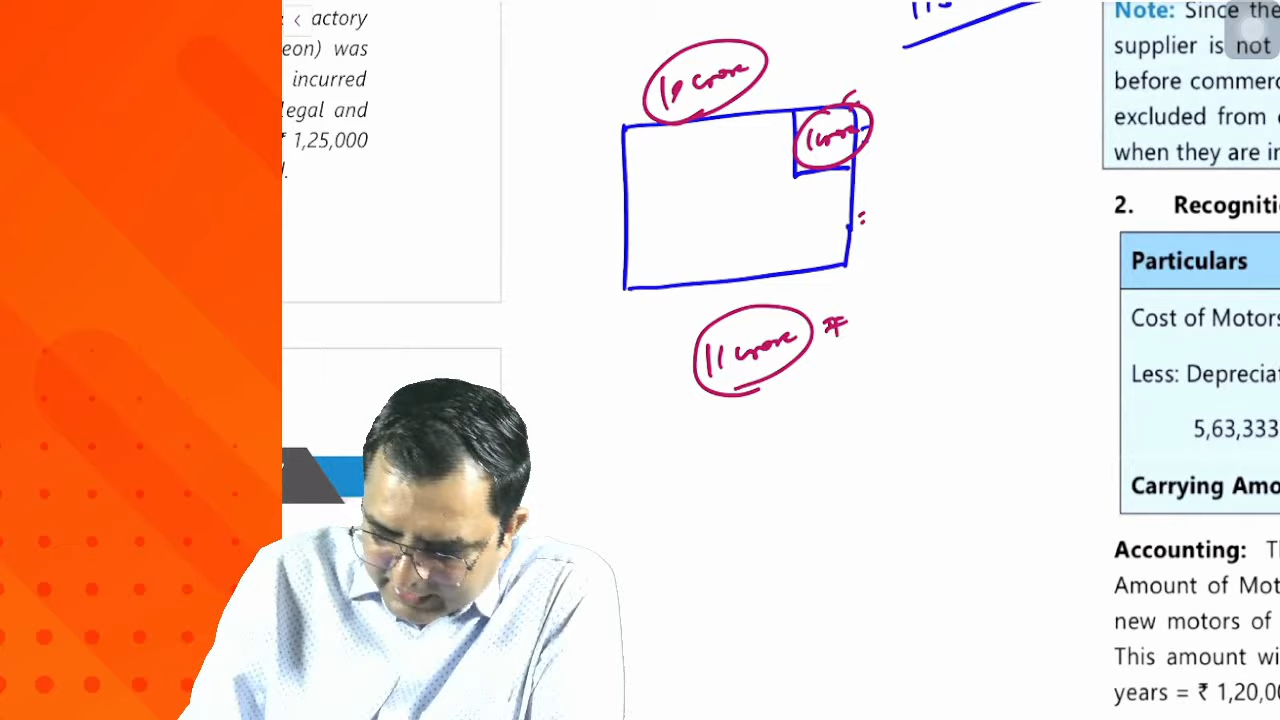 actory
eon) was
incurred
legal and
₹ 1,25,000
10 crore
1 crore
11 crore
Note: Since the
supplier is not
before commerc
excluded from
when they are in
2. Recogniti
Particulars
Cost of Motors
Less: Depreciat
5,63,333
Carrying Amo
Accounting: Th
Amount of Mot
new motors of
This amount wi
years = ₹ 1,20,00